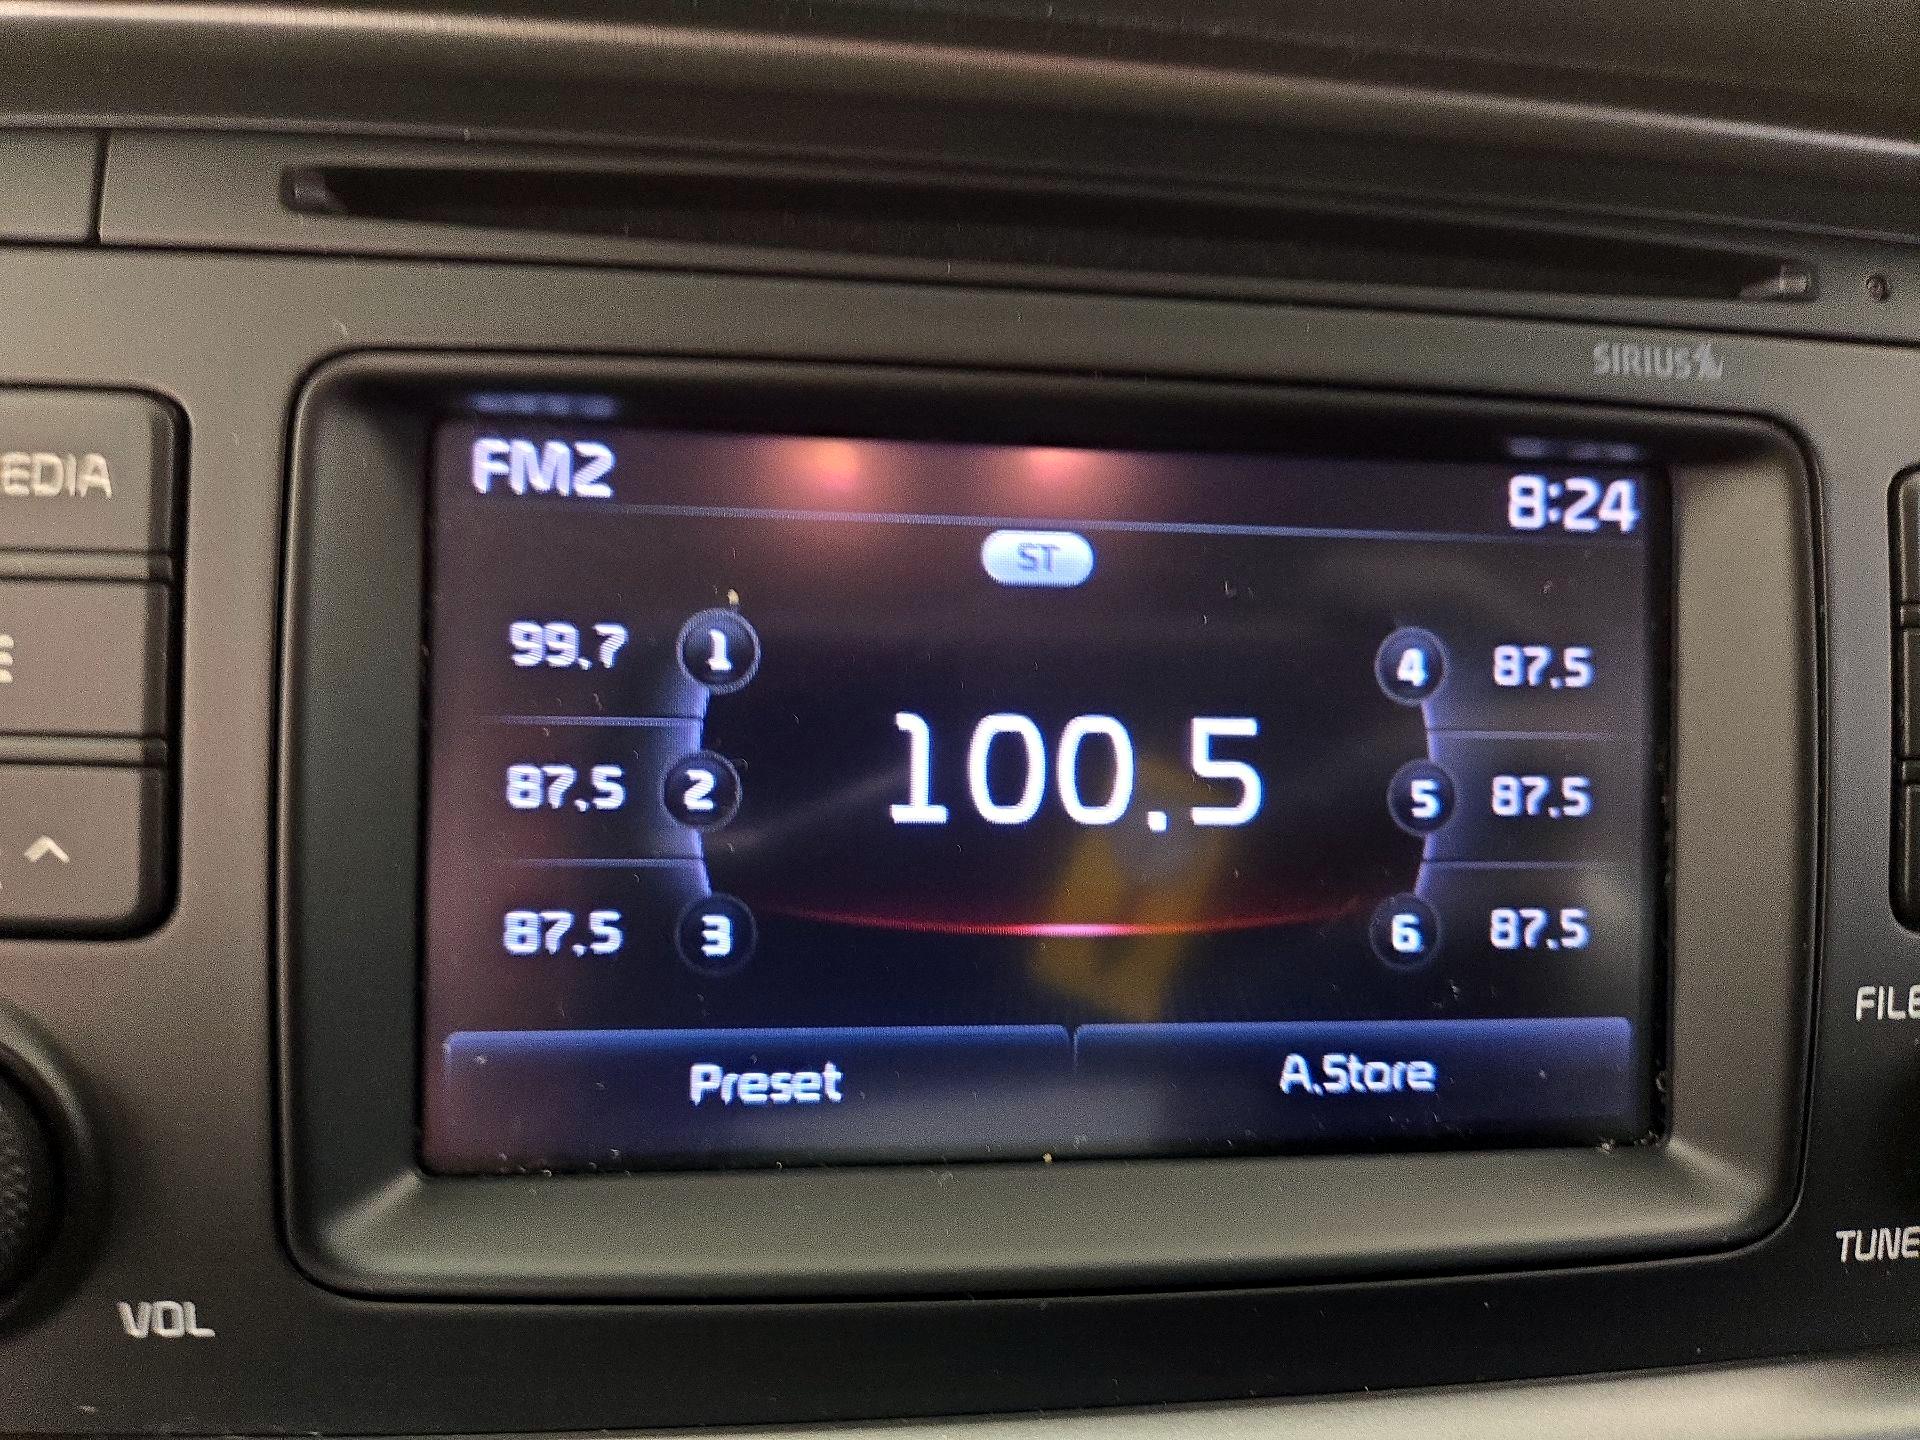 SIRIUS
EDIA
FM2
8:24
ST
99.7 1
4 87.5
100.5
87.5 2
5 87.5
87.5 3
6 87.5
FILE
Preset
A.Store
TUNE
VOL